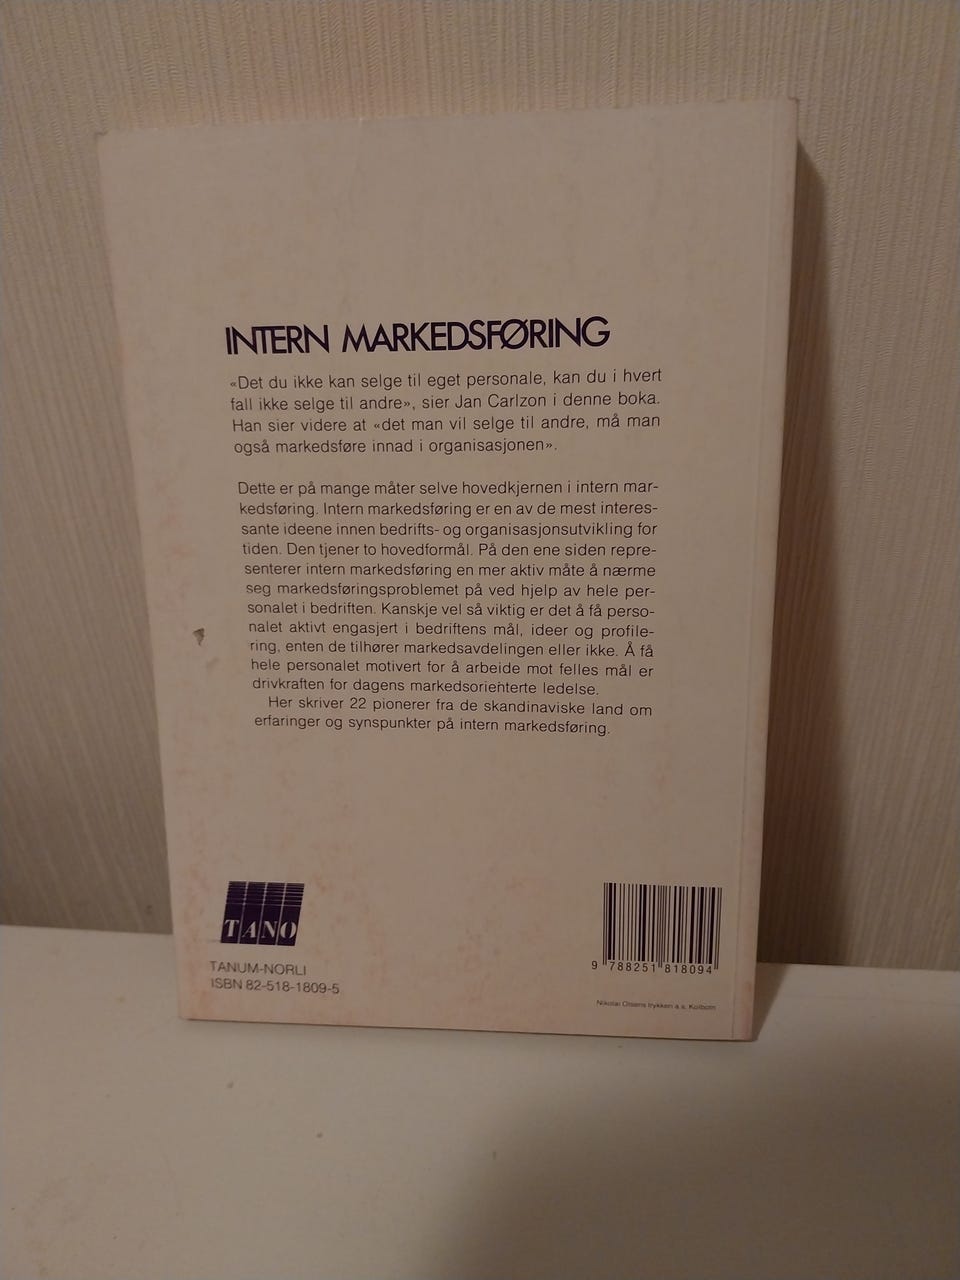 INTERN MARKEDSFØRING
«Det du ikke kan selge til eget personale, kan du i hvert
fall ikke selge til andre», sier Jan Carlzon i denne boka.
Han sier videre at «det man vil selge til andre, må man
også markedsføre innad i organisasjonen».
Dette er på mange måter selve hovedkjernen i intern mar-
kedsføring. Intern markedsføring er en av de mest interes-
sante ideene innen bedrifts- og organisasjonsutvikling for
tiden. Den tjener to hovedformål. På den ene siden repre-
senterer intern markedsføring en mer aktiv måte å nærme
seg markedsføringsproblemet på ved hjelp av hele per-
sonalet i bedriften. Kanskje vel så viktig er det å få perso-
nalet aktivt engasjert i bedriftens mål, ideer og profile-
ring, enten de tilhører markedsavdelingen eller ikke. Å få
hele personalet motivert for å arbeide mot felles mål er
drivkraften for dagens markedsorienterte ledelse.
Her skriver 22 pionerer fra de skandinaviske land om
erfaringer og synspunkter på intern markedsføring.
TANO
TANUM-NORLI
ISBN 82-518-1809-5
9 788251 818094
Nikolai Olsens trykkeri a.s, Kolbotn